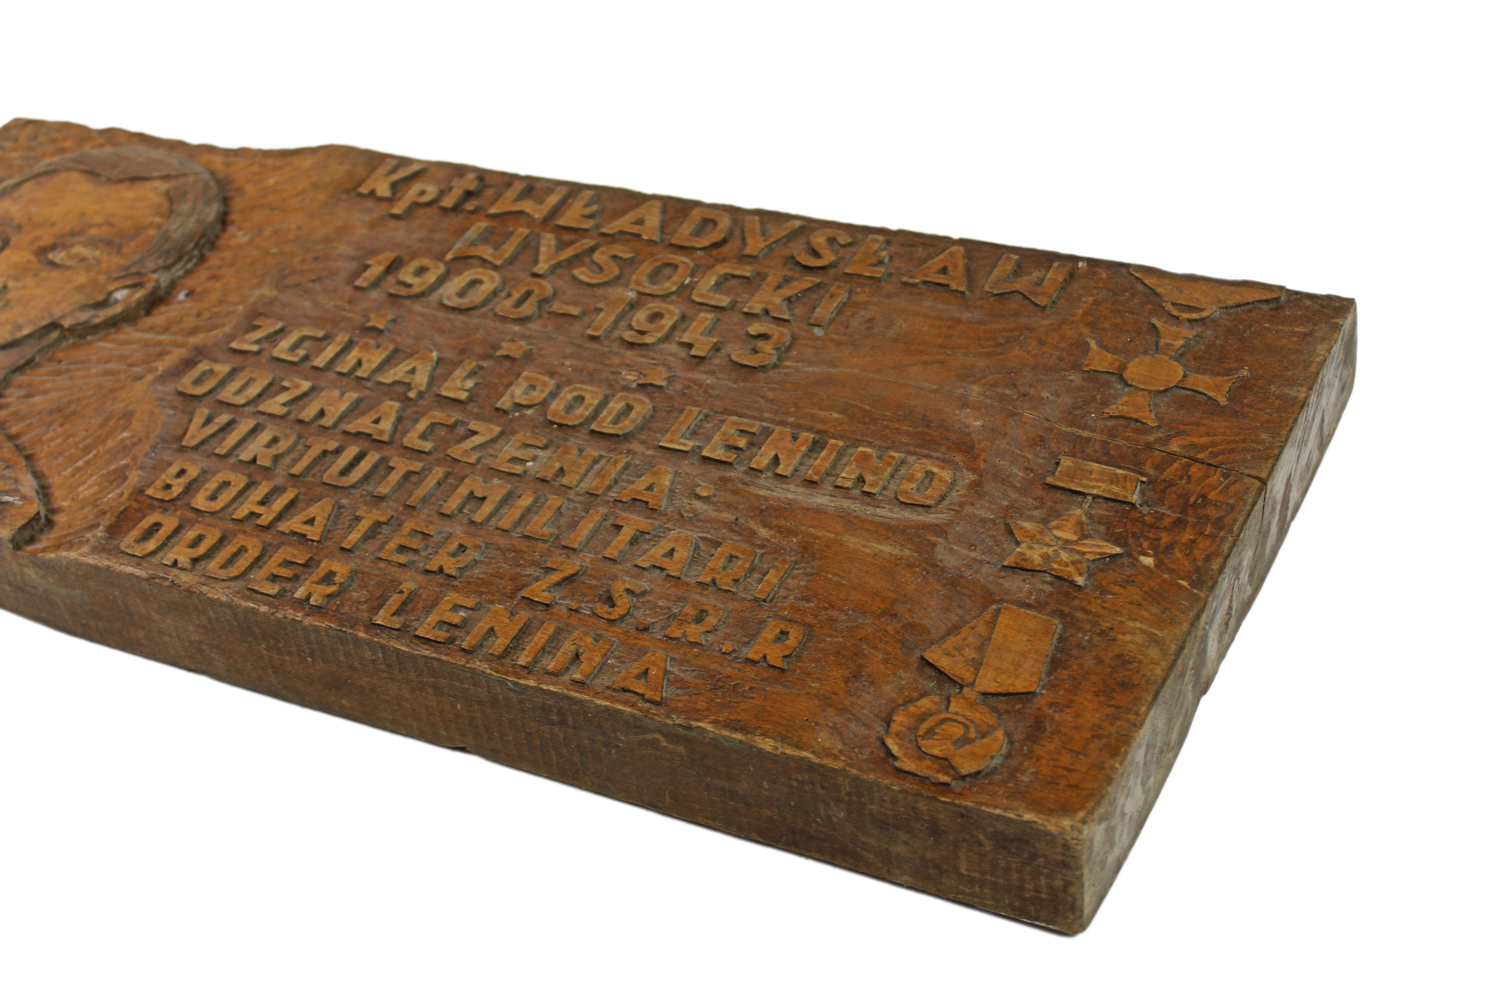 Kpt. WŁADYSŁAW
WYSOCKI
1908-1943
ZGINĄŁ POD LENINO
ODZNACZENIA:
VIRTUTI MILITARI
BOHATER Z.S.R.R
ORDER LENINA